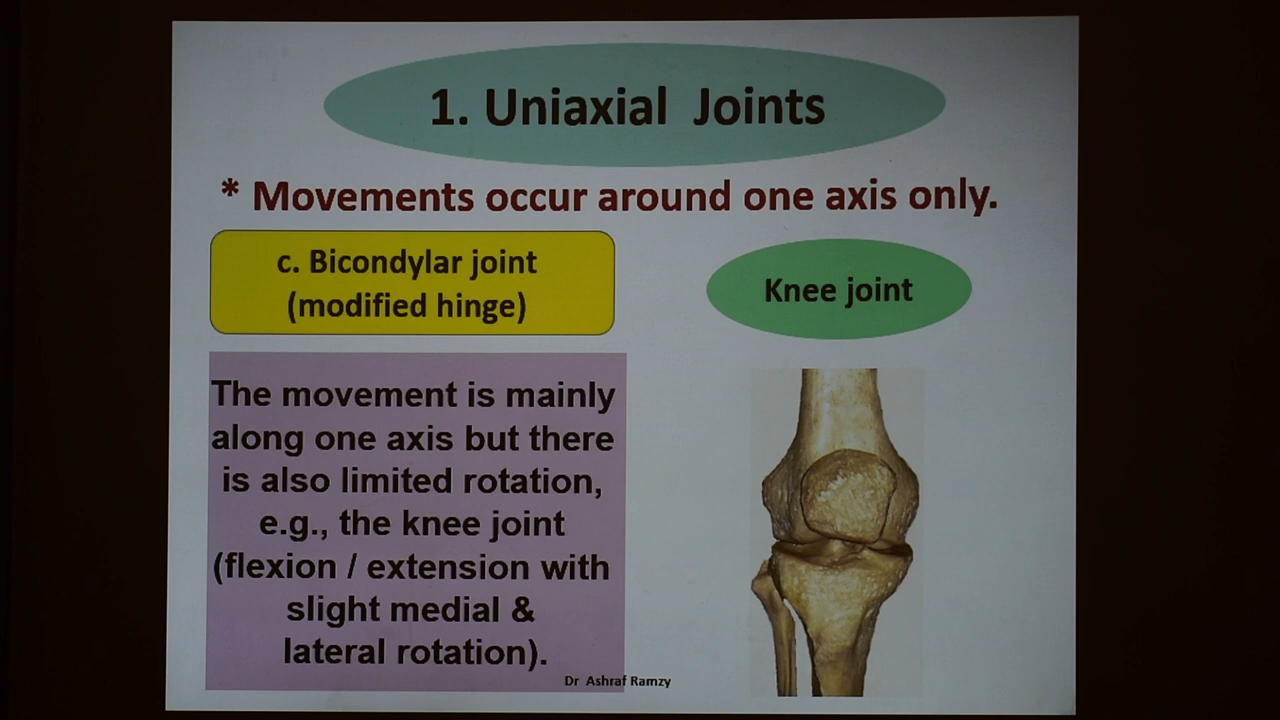 1. Uniaxial Joints
* Movements occur around one axis only.
c. Bicondylar joint
(modified hinge)
Knee joint
The movement is mainly
along one axis but there
is also limited rotation,
e.g., the knee joint
(flexion / extension with
slight medial &
lateral rotation).
Dr Ashraf Ramzy